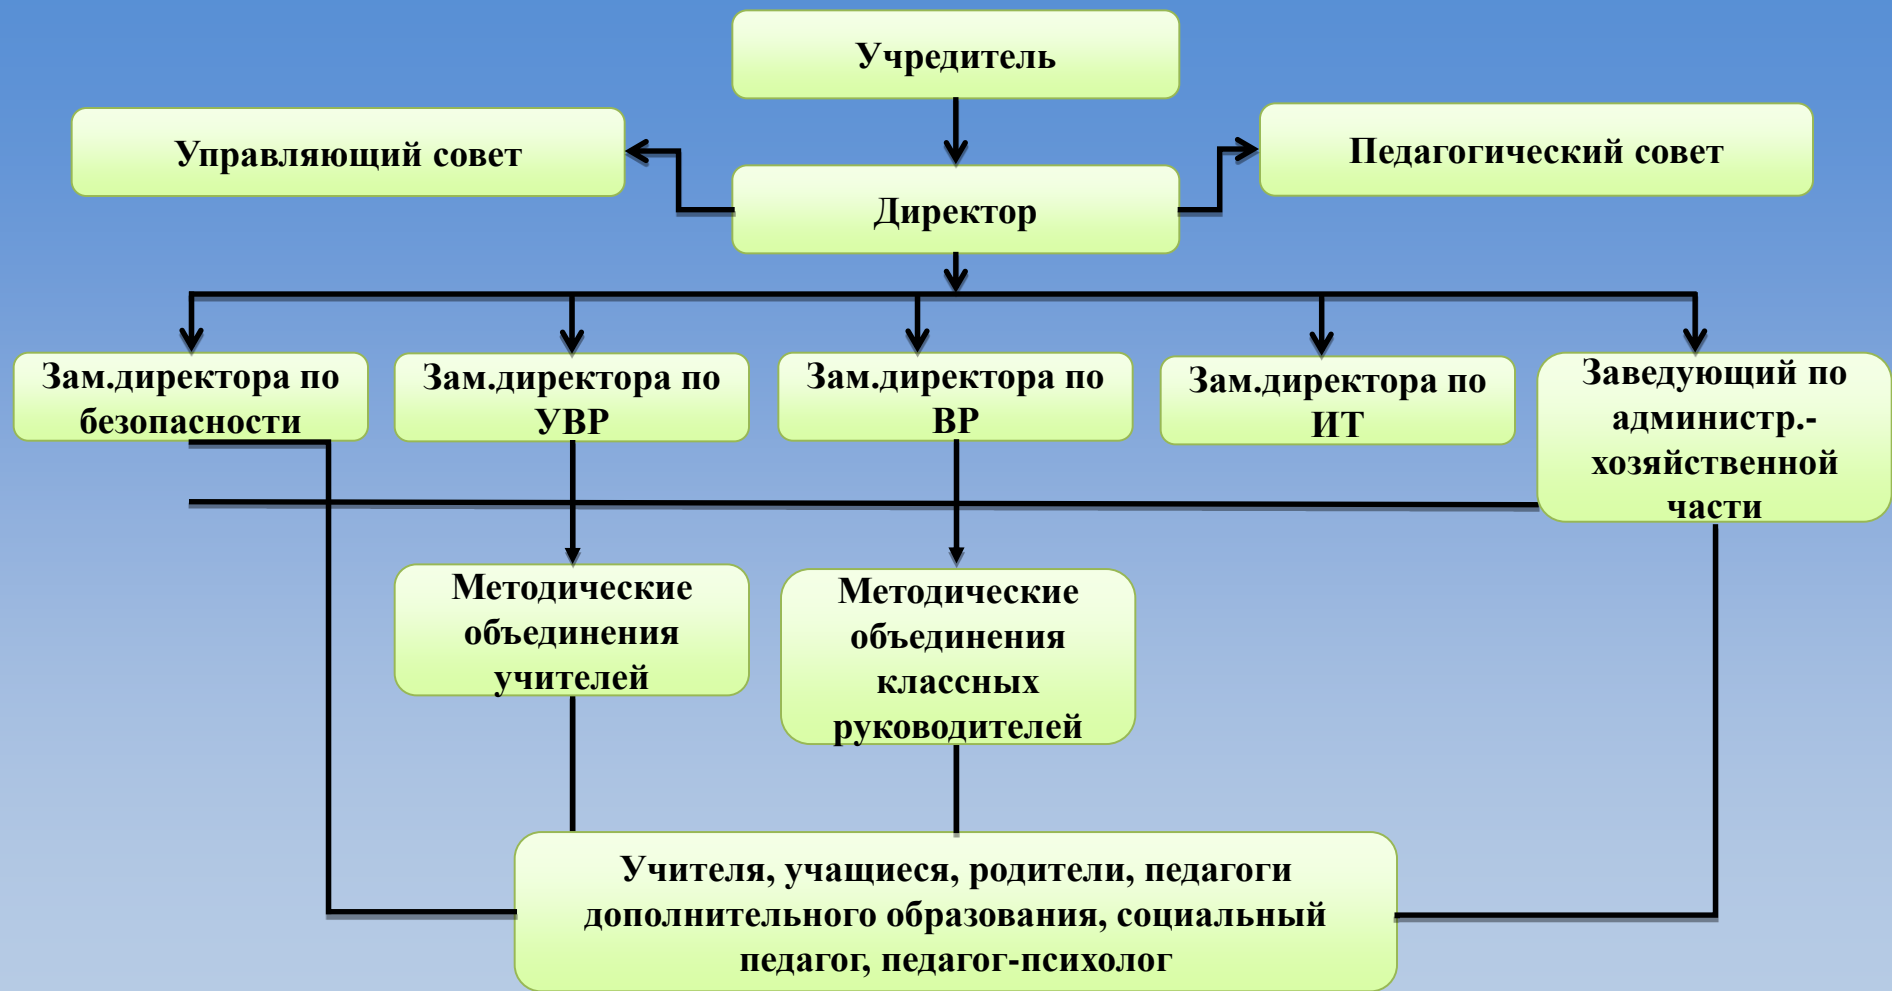 Учредитель
Управляющий совет
Педагогический совет
Директор
Зам.директора по
безопасности
Зам.директора по
УВР
Зам.директора по
ВР
Зам.директора по
ИТ
Заведующий по
администр.-
хозяйственной
части
Методические
объединения
учителей
Методические
объединения
классных
руководителей
Учителя, учащиеся, родители, педагоги
дополнительного образования, социальный
педагог, педагог-психолог